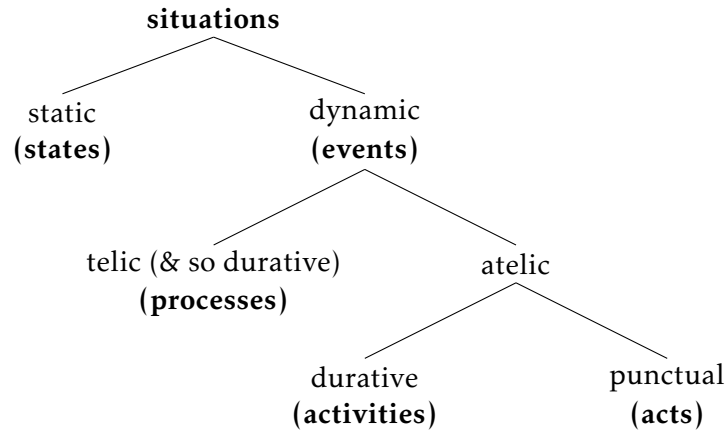 situations
static
(states)
dynamic
(events)
telic (& so durative)
(processes)
atelic
durative
(activities)
punctual
(acts)